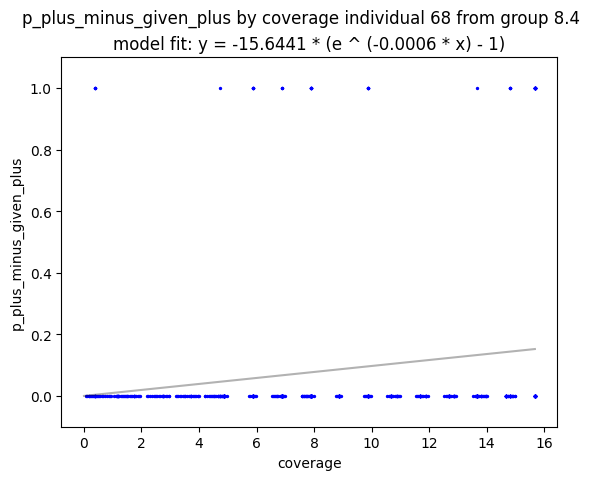 p_plus_minus_given_plus by coverage individual 68 from group 8.4
model fit: y = -15.6441 * (e ^ (-0.0006 * x) - 1)
1.0
0.8
0.6
0.4
0.2
0.0
p_plus_minus_given_plus
0 2 4 6 8 10 12 14 16
coverage